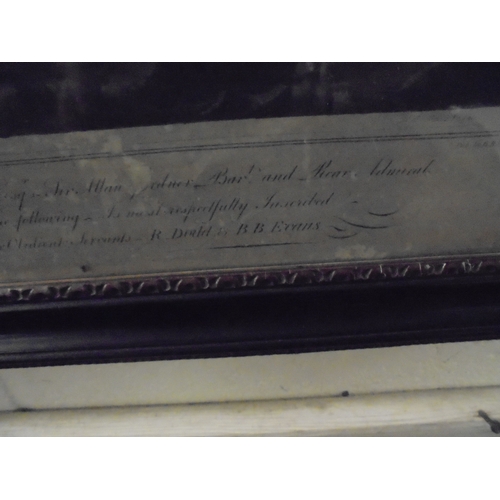 Sir Allan Gardner Bart and Rear Admiral
following is most respectfully Inscribed
Obedient Servants R Dodd & B B Evans